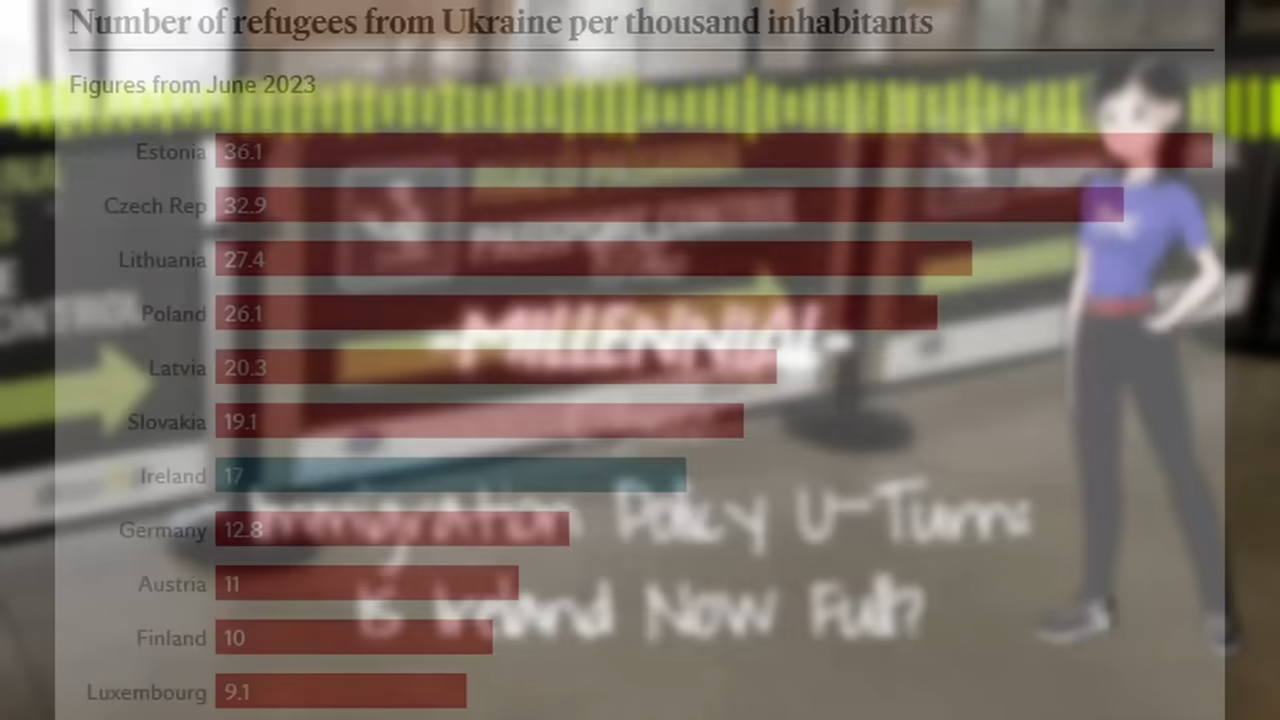 Number of refugees from Ukraine per thousand inhabitants
Figures from June 2023
Estonia 36.1
Czech Rep 32.9
Lithuania 27.4
Poland 26.1
MILLENNIAL
Latvia 20.3
Slovakia 19.1
Ireland 17
Immigration Policy U-Turns
Germany 12.8
Austria 11
Is Ireland Now Full?
Finland 10
Luxembourg 9.1